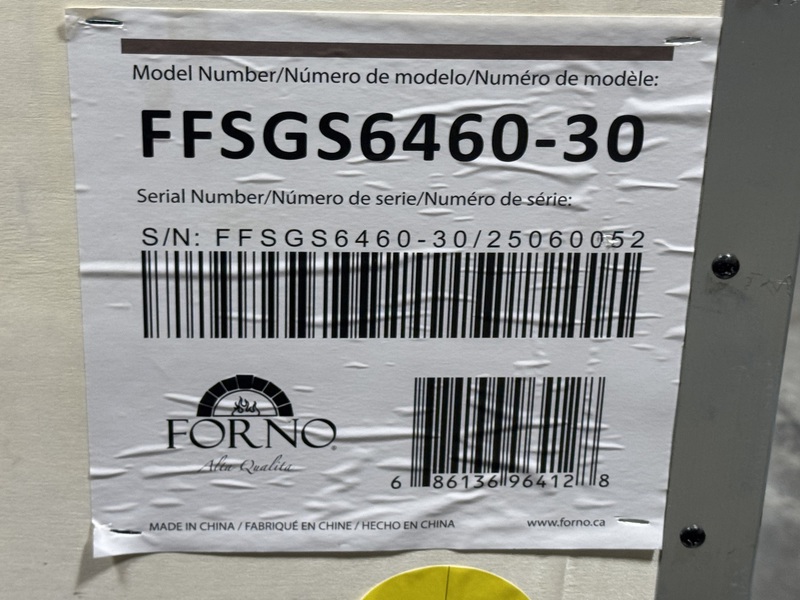 Model Number/Número de modelo/Numéro de modèle:
FFSGS6460-30
Serial Number/Número de serie/Numéro de série:
S/N: FFSGS6460-30/25060052
FORNO
Alta Qualita
6 86136 96412 8
MADE IN CHINA / FABRIQUÉ EN CHINE / HECHO EN CHINA
www.forno.ca